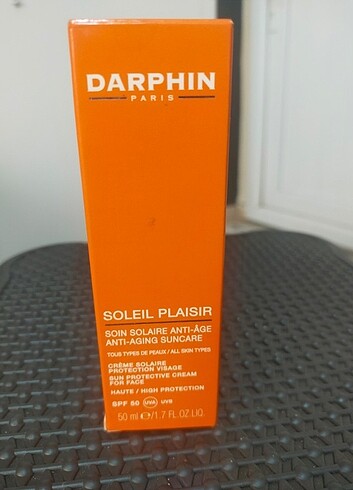 DARPHIN
PARIS
SOLEIL PLAISIR
SOIN SOLAIRE ANTI-ÂGE
ANTI-AGING SUNCARE
TOUS TYPES DE PEAUX / ALL SKIN TYPES
CRÈME SOLAIRE
PROTECTION VISAGE
SUN PROTECTIVE CREAM
FOR FACE
HAUTE / HIGH PROTECTION
SPF 50 UVA UVB
50 ml ℮/1.7 FL.OZ.LIQ.